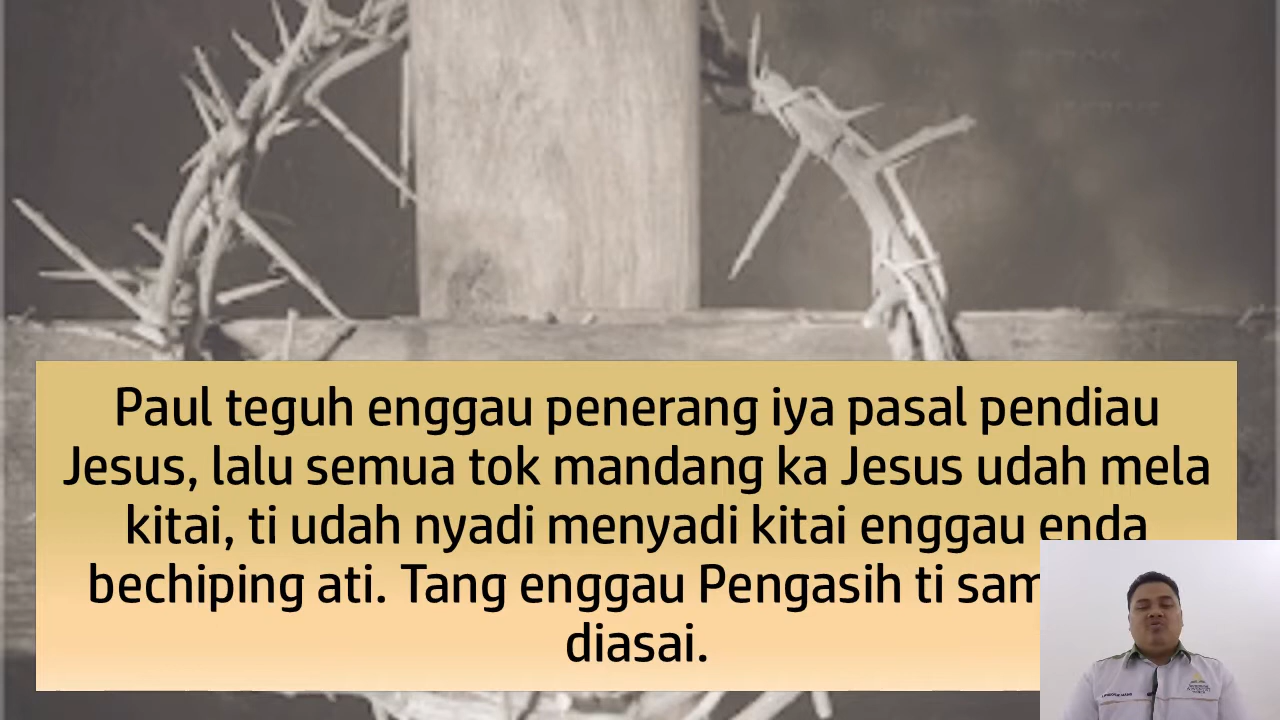 Paul teguh enggau penerang iya pasal pendiau
Jesus, lalu semua tok mandang ka Jesus udah mela
kitai, ti udah nyadi menyadi kitai enggau enda
bechiping ati. Tang enggau Pengasih ti
diasai.